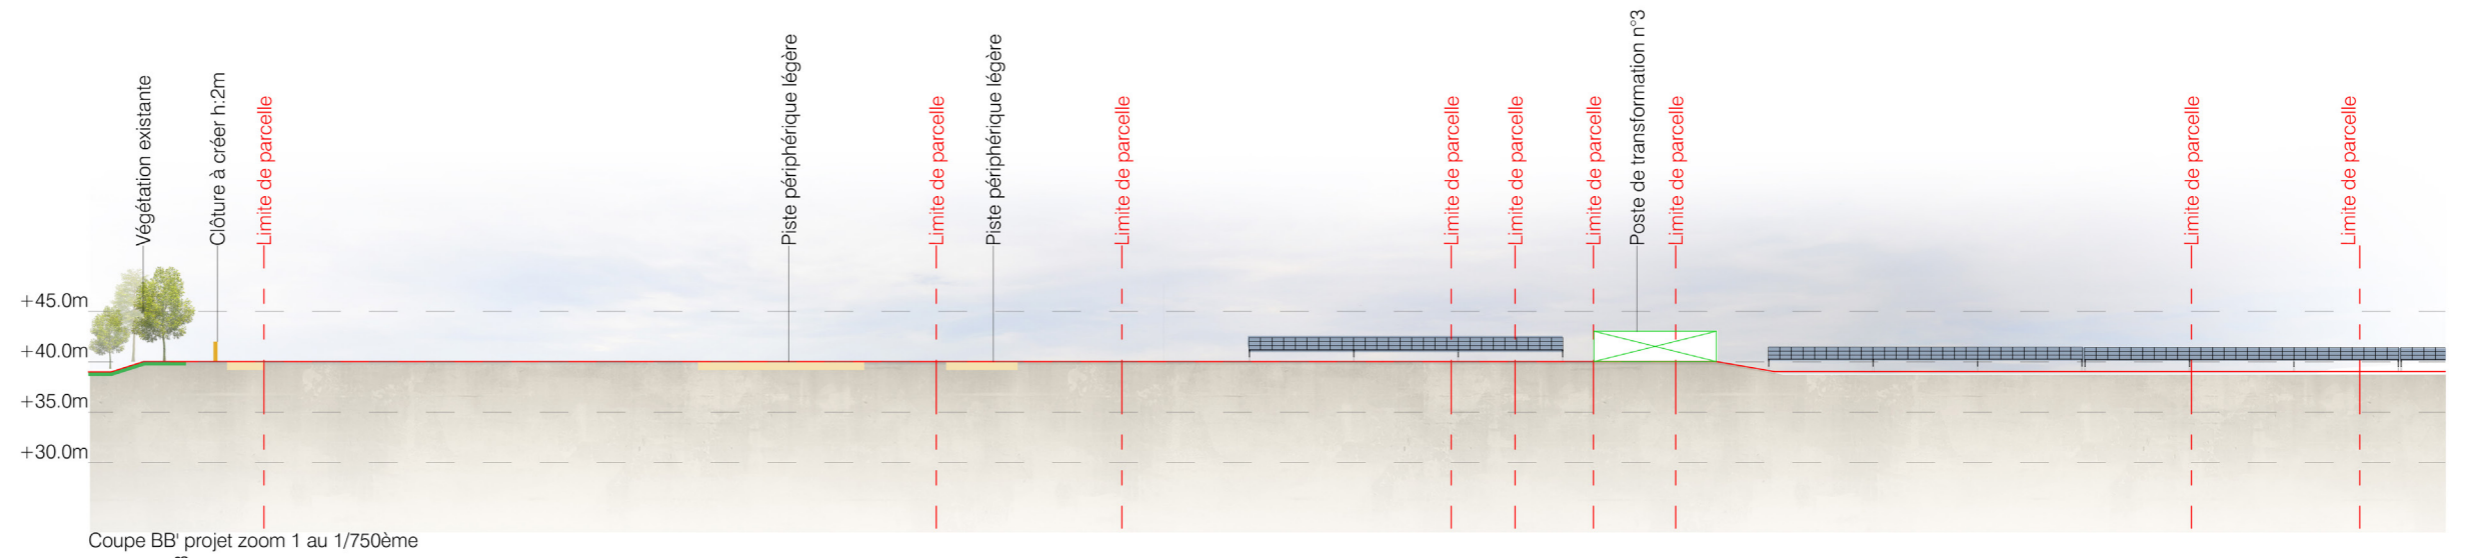 Végétation existante
Clôture à créer h:2m
Limite de parcelle
Piste périphérique légère
Limite de parcelle
Piste périphérique légère
Limite de parcelle
Limite de parcelle
Limite de parcelle
Limite de parcelle
Poste de transformation n°3
Limite de parcelle
Limite de parcelle
Limite de parcelle
+45.0m
+40.0m
+35.0m
+30.0m
Coupe BB' projet zoom 1 au 1/750ème